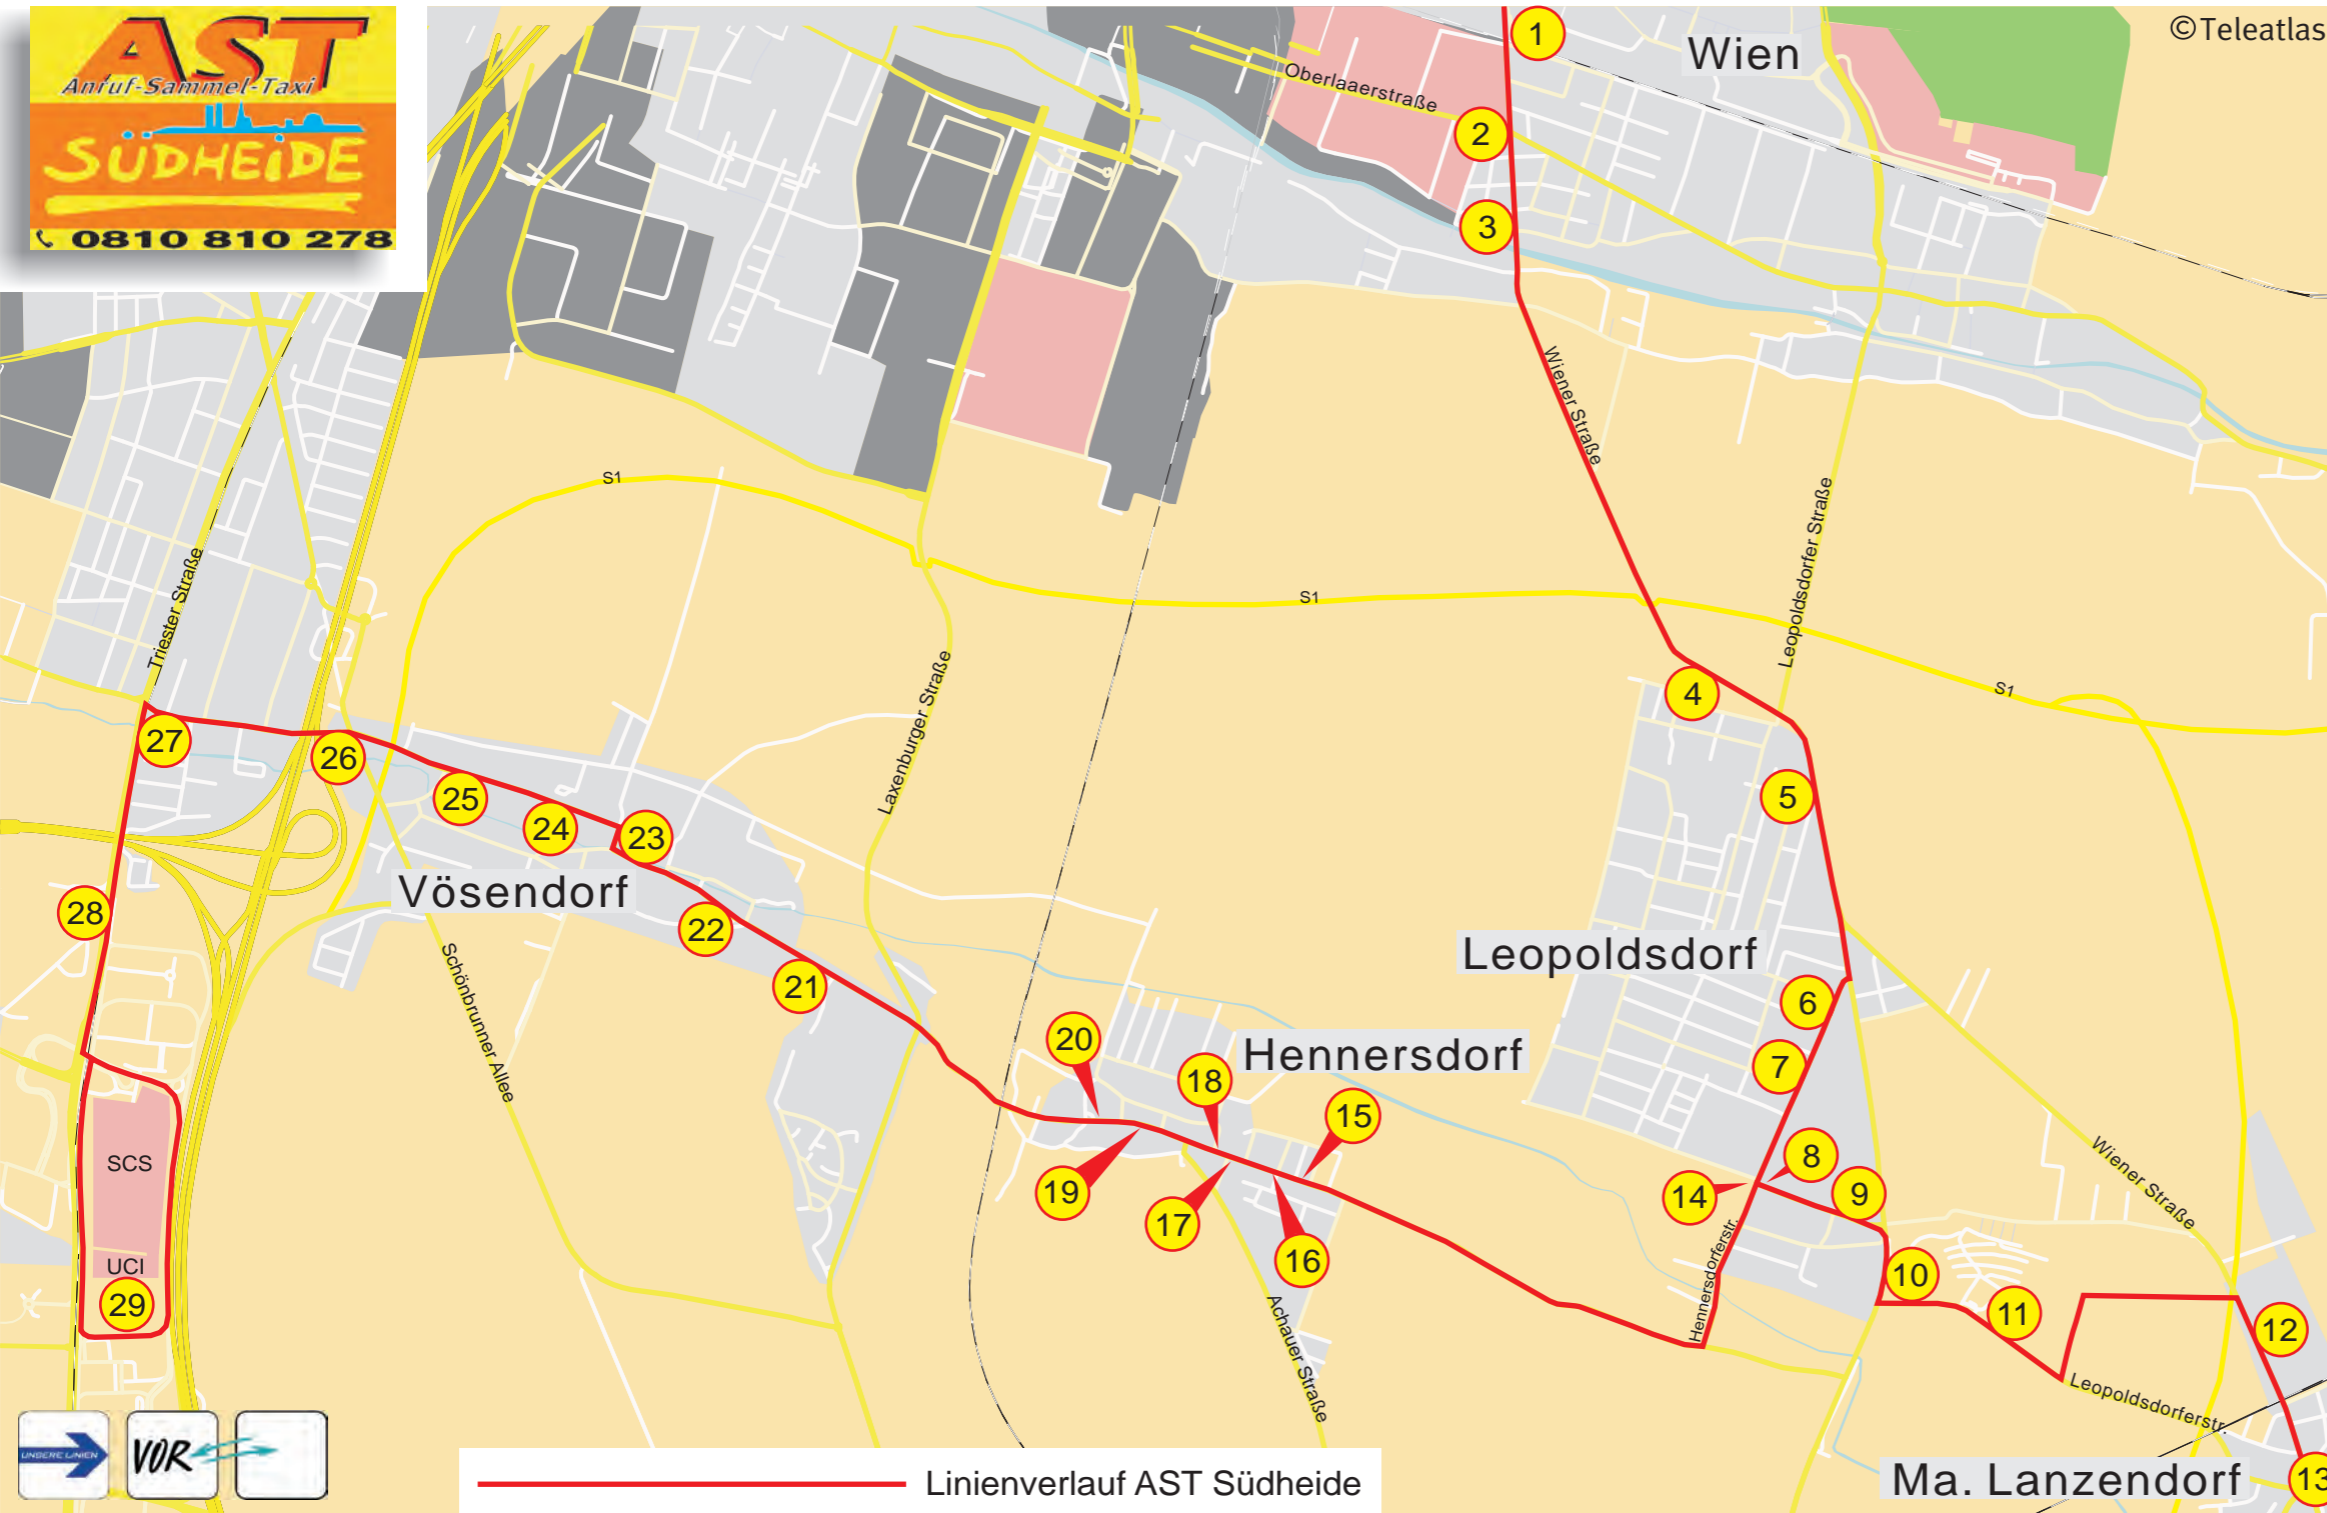 AST
Anruf-Sammel-Taxi
SÜDHEIDE
0810 810 278
©Teleatlas
Wien
1
Oberlaaerstraße
2
3
Wiener Straße
S1
S1
S1
Leopoldsdorfer Straße
Triester Straße
Laxenburger Straße
4
5
27
26
25
24
23
Vösendorf
22
21
28
Schönbrunner Allee
Leopoldsdorf
6
7
20
Hennersdorf
18
15
8
14
9
19
17
16
SCS
UCI
29
Hennersdorferstr.
Wiener Straße
10
11
12
Achauer Straße
Leopoldsdorferstr.
UNSERE LINIEN
VOR
Linienverlauf AST Südheide
Ma. Lanzendorf
13